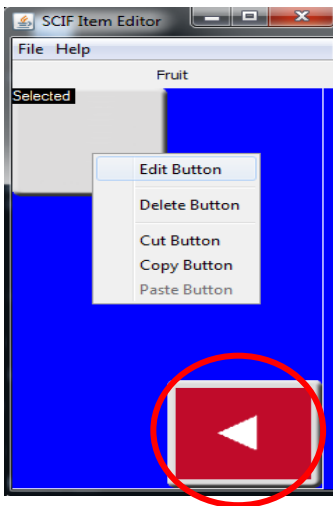 SCIF Item Editor
File Help
Fruit
Selected
Edit Button
Delete Button
Cut Button
Copy Button
Paste Button